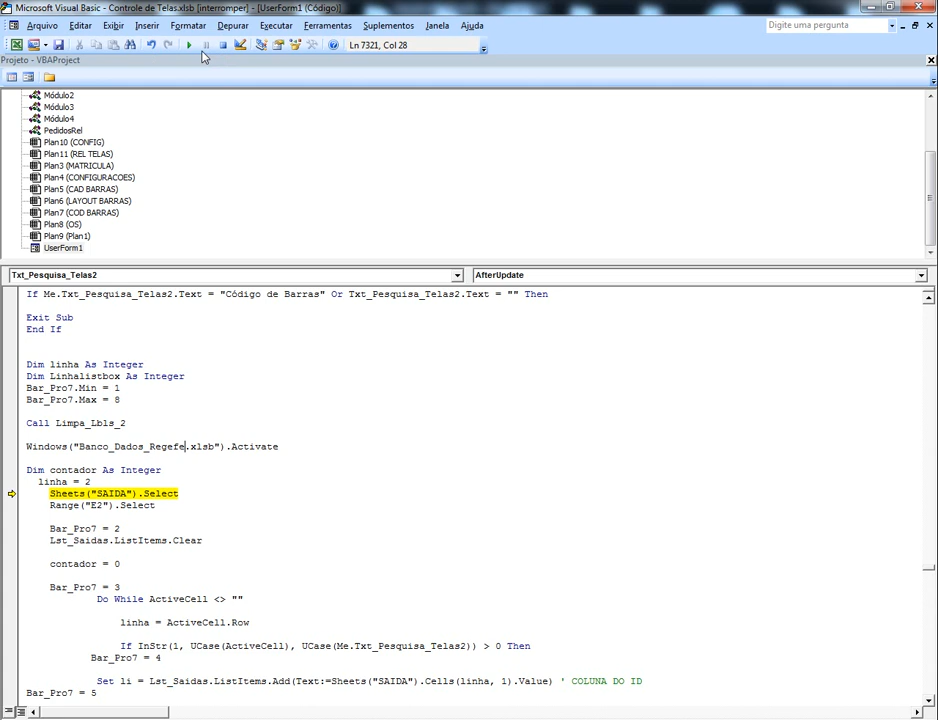 Microsoft Visual Basic - Controle de Telas.xlsb [interromper] - [UserForm1 (Código)]
Arquivo Editar Exibir Inserir Formatar Depurar Executar Ferramentas Suplementos Janela Ajuda
Digite uma pergunta
Ln 7321, Col 28
Projeto - VBAProject
Módulo2
Módulo3
Módulo4
PedidosRel
Plan10 (CONFIG)
Plan11 (REL TELAS)
Plan3 (MATRICULA)
Plan4 (CONFIGURACOES)
Plan5 (CAD BARRAS)
Plan6 (LAYOUT BARRAS)
Plan7 (COD BARRAS)
Plan8 (OS)
Plan9 (Plan1)
UserForm1
Txt_Pesquisa_Telas2 AfterUpdate
If Me.Txt_Pesquisa_Telas2.Text = "Código de Barras" Or Txt_Pesquisa_Telas2.Text = "" Then
Exit Sub
End If
Dim linha As Integer
Dim Linhalistbox As Integer
Bar_Pro7.Min = 1
Bar_Pro7.Max = 8
Call Limpa_Lbls_2
Windows("Banco_Dados_Regefe.xlsb").Activate
Dim contador As Integer
linha = 2
Sheets("SAIDA").Select
Range("E2").Select
Bar_Pro7 = 2
Lst_Saidas.ListItems.Clear
contador = 0
Bar_Pro7 = 3
Do While ActiveCell <> ""
linha = ActiveCell.Row
If InStr(1, UCase(ActiveCell), UCase(Me.Txt_Pesquisa_Telas2)) > 0 Then
Bar_Pro7 = 4
Set li = Lst_Saidas.ListItems.Add(Text:=Sheets("SAIDA").Cells(linha, 1).Value) ' COLUNA DO ID
Bar_Pro7 = 5